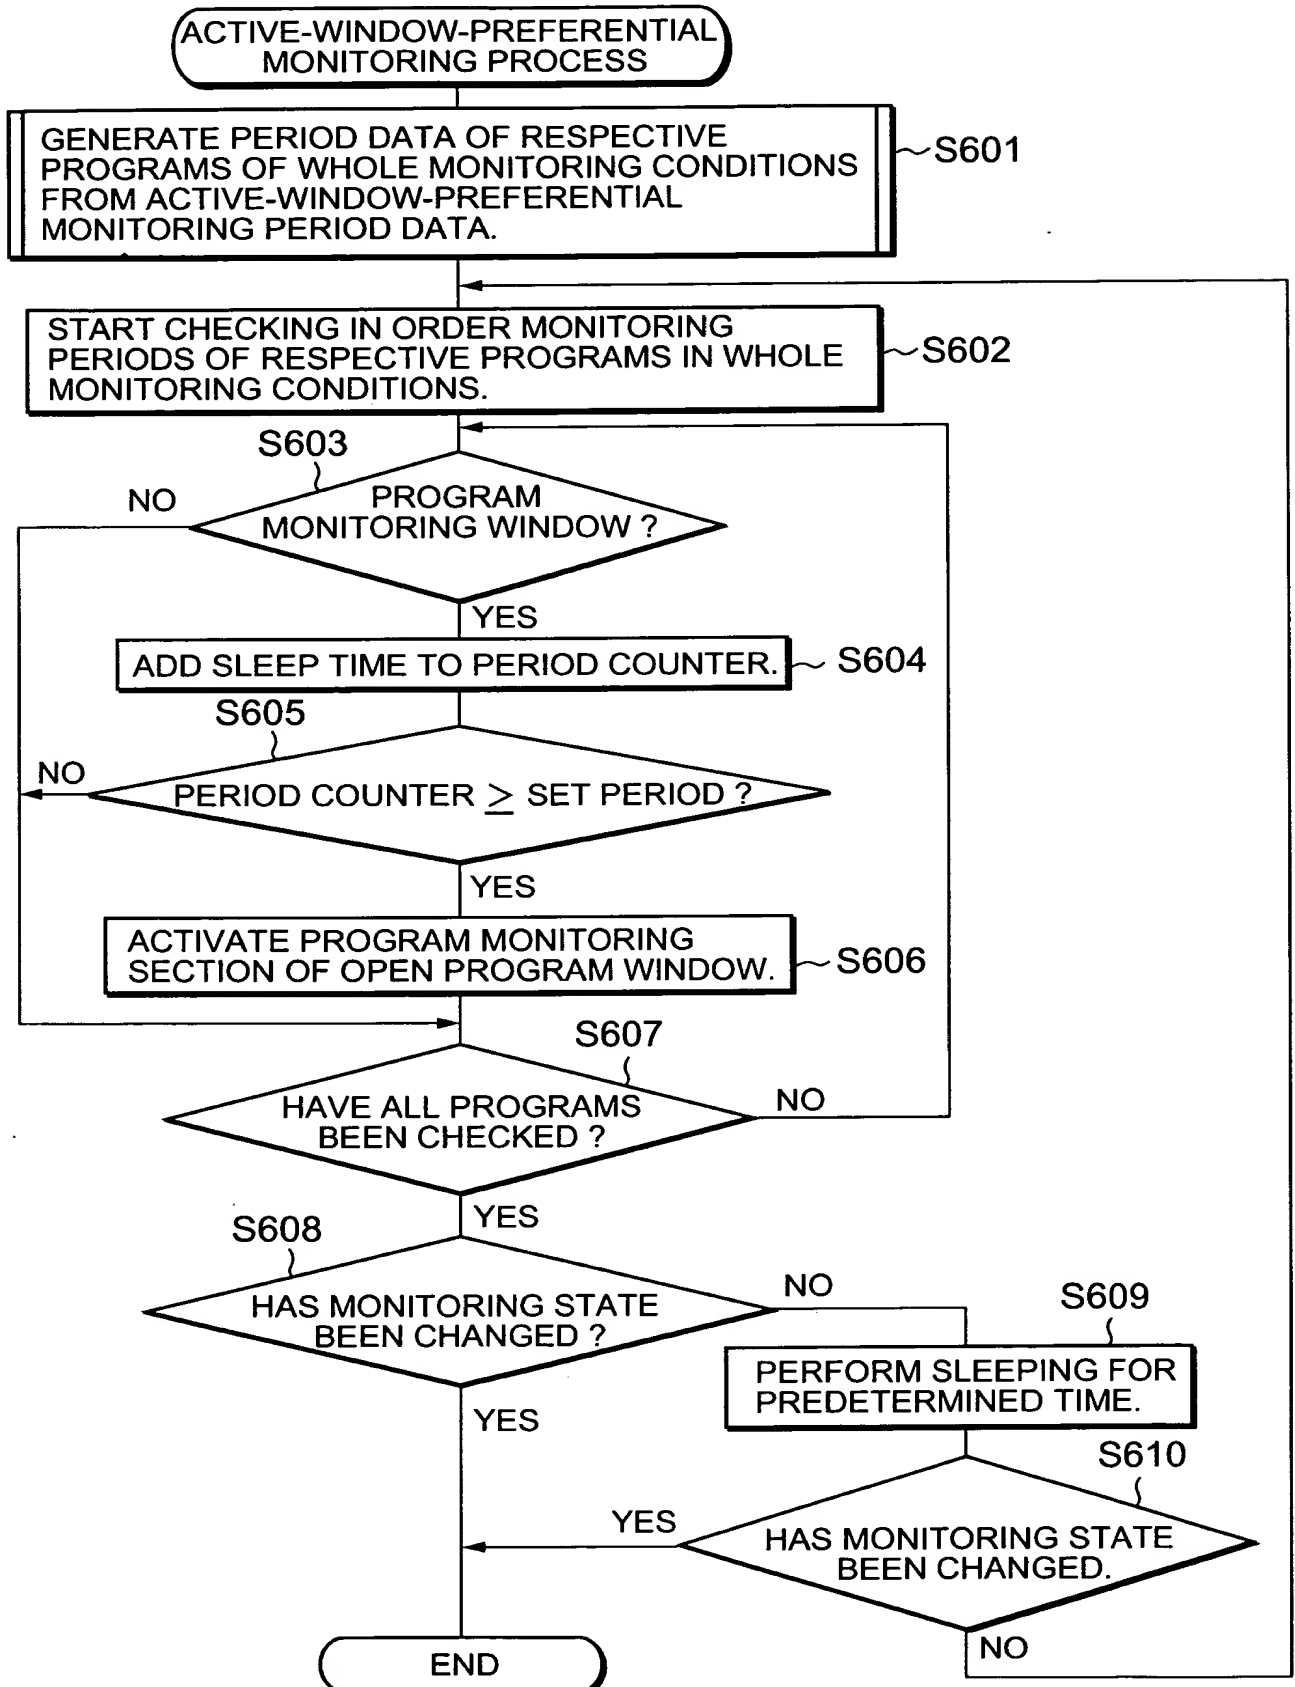 ACTIVE-WINDOW-PREFERENTIAL
MONITORING PROCESS
GENERATE PERIOD DATA OF RESPECTIVE
PROGRAMS OF WHOLE MONITORING CONDITIONS
FROM ACTIVE-WINDOW-PREFERENTIAL
MONITORING PERIOD DATA.
S601
START CHECKING IN ORDER MONITORING
PERIODS OF RESPECTIVE PROGRAMS IN WHOLE
MONITORING CONDITIONS.
S602
S603
NO
PROGRAM
MONITORING WINDOW ?
YES
ADD SLEEP TIME TO PERIOD COUNTER.
S604
S605
NO
PERIOD COUNTER ≥ SET PERIOD ?
YES
ACTIVATE PROGRAM MONITORING
SECTION OF OPEN PROGRAM WINDOW.
S606
S607
HAVE ALL PROGRAMS
BEEN CHECKED ?
NO
YES
S608
HAS MONITORING STATE
BEEN CHANGED ?
NO
YES
S609
PERFORM SLEEPING FOR
PREDETERMINED TIME.
S610
YES
HAS MONITORING STATE
BEEN CHANGED.
NO
END